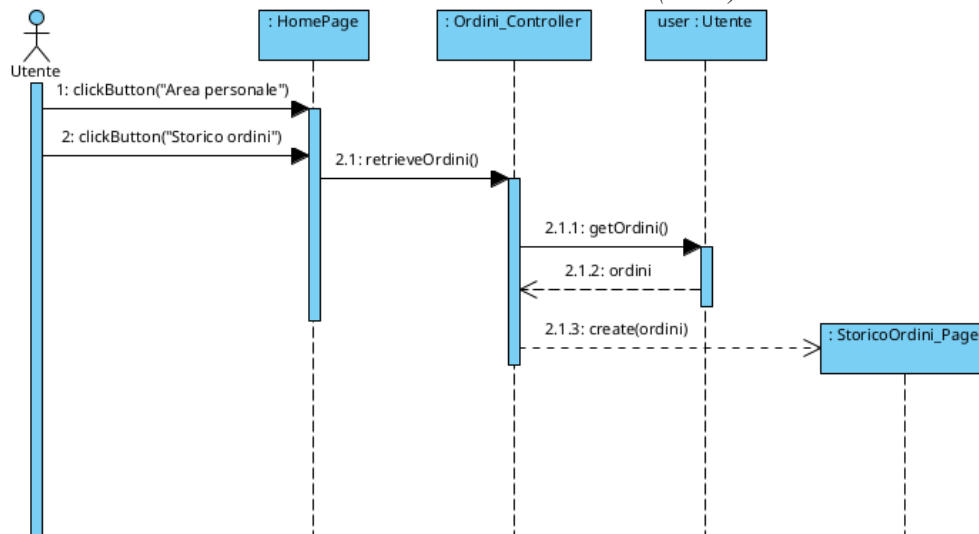 : HomePage
: Ordini_Controller
user : Utente
Utente
1: clickButton("Area personale")
2: clickButton("Storico ordini")
2.1: retrieveOrdini()
2.1.1: getOrdini()
2.1.2: ordini
2.1.3: create(ordini)
: StoricoOrdini_Page